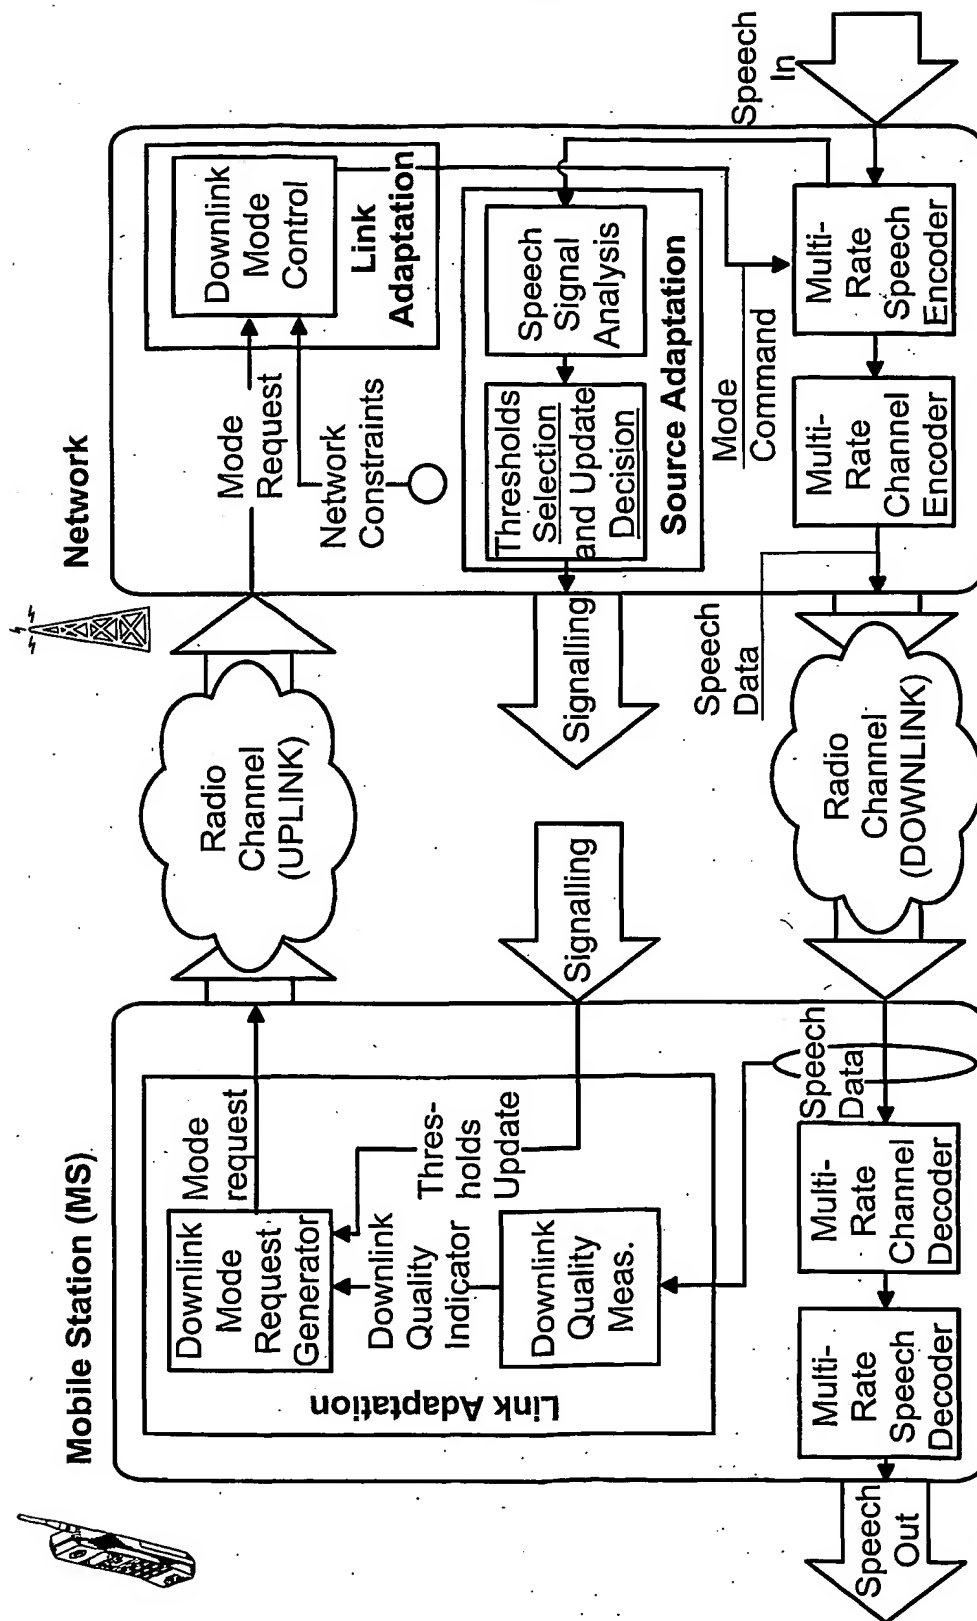 Mobile Station (MS)
Downlink
Mode
Request
Generator
Mode
request
Downlink
Quality
Indicator
Thres-
holds
Update
Downlink
Quality
Meas.
Link Adaptation
Multi-
Rate
Speech
Decoder
Multi-
Rate
Channel
Decoder
Speech
Data
Speech
Out
Radio
Channel
(UPLINK)
Signalling
Signalling
Radio
Channel
(DOWNLINK)
Speech
Data
Network
Mode
Request
Network
Constraints
Downlink
Mode
Control
Link
Adaptation
Thresholds
Selection
and Update
Decision
Speech
Signal
Analysis
Source Adaptation
Mode
Command
Multi-
Rate
Channel
Encoder
Multi-
Rate
Speech
Encoder
Speech
In